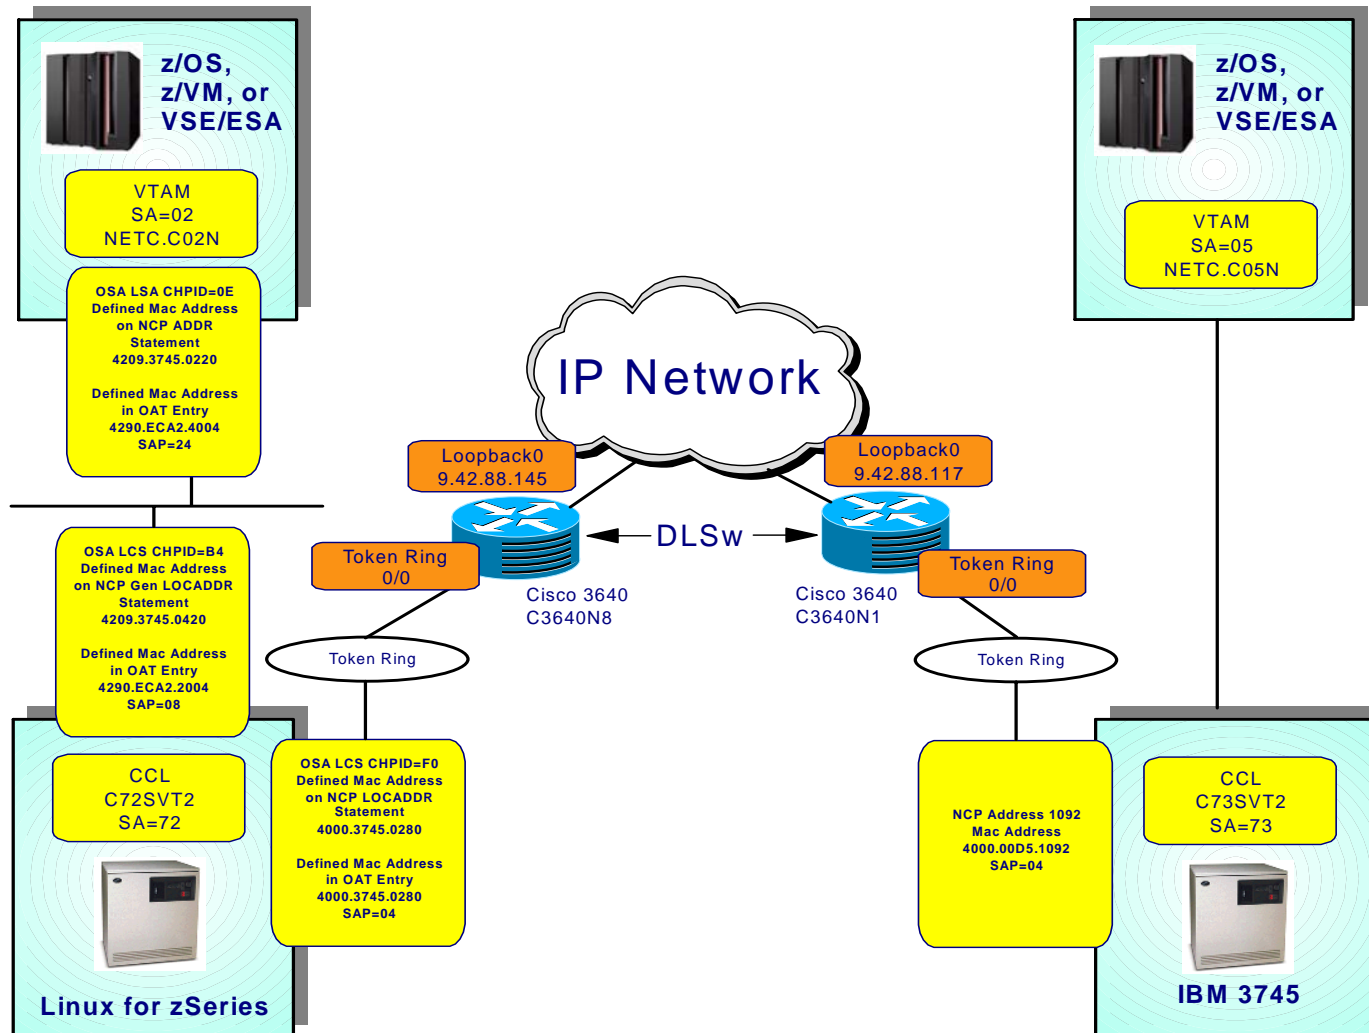 z/OS,
z/VM, or
VSE/ESA
VTAM
SA=02
NETC.C02N
OSA LSA CHPID=0E
Defined Mac Address
on NCP ADDR
Statement
4209.3745.0220
Defined Mac Address
in OAT Entry
4290.ECA2.4004
SAP=24
OSA LCS CHPID=B4
Defined Mac Address
on NCP Gen LOCADDR
Statement
4209.3745.0420
Defined Mac Address
in OAT Entry
4290.ECA2.2004
SAP=08
CCL
C72SVT2
SA=72
Linux for zSeries
OSA LCS CHPID=F0
Defined Mac Address
on NCP LOCADDR
Statement
4000.3745.0280
Defined Mac Address
in OAT Entry
4000.3745.0280
SAP=04
Token Ring
Token Ring
0/0
Loopback0
9.42.88.145
Cisco 3640
C3640N8
IP Network
DLSw
Loopback0
9.42.88.117
Cisco 3640
C3640N1
Token Ring
0/0
Token Ring
NCP Address 1092
Mac Address
4000.00D5.1092
SAP=04
z/OS,
z/VM, or
VSE/ESA
VTAM
SA=05
NETC.C05N
CCL
C73SVT2
SA=73
IBM 3745